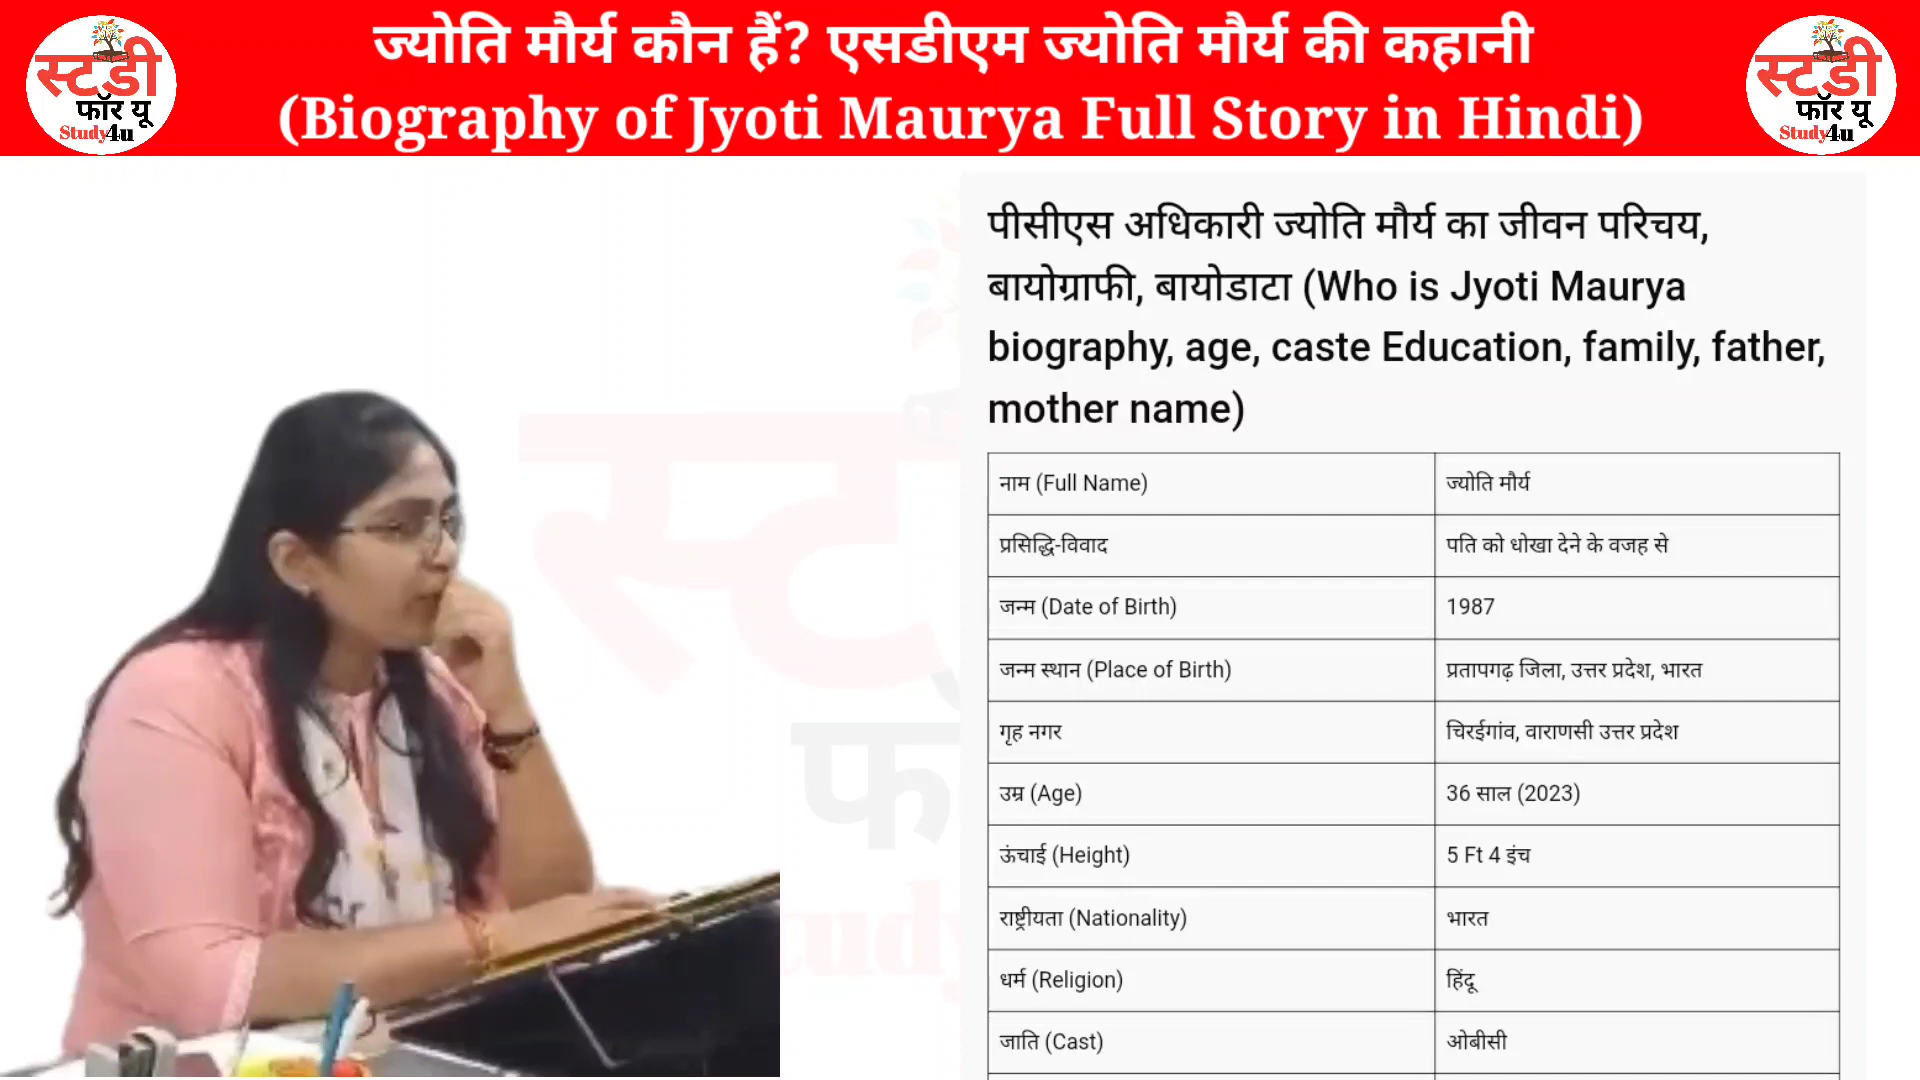 ज्योति मौर्य कौन हैं? एसडीएम ज्योति मौर्य की कहानी
(Biography of Jyoti Maurya Full Story in Hindi)
स्टडी
फॉर यू
Study4u
स्टडी
फॉर यू
Study4u
पीसीएस अधिकारी ज्योति मौर्य का जीवन परिचय,
बायोग्राफी, बायोडाटा (Who is Jyoti Maurya
biography, age, caste Education, family, father,
mother name)
नाम (Full Name) ज्योति मौर्य
प्रसिद्धि-विवाद पति को धोखा देने के वजह से
जन्म (Date of Birth) 1987
जन्म स्थान (Place of Birth) प्रतापगढ़ जिला, उत्तर प्रदेश, भारत
गृह नगर चिरईगांव, वाराणसी उत्तर प्रदेश
उम्र (Age) 36 साल (2023)
ऊंचाई (Height) 5 Ft 4 इंच
राष्ट्रीयता (Nationality) भारत
धर्म (Religion) हिंदू
जाति (Cast) ओबीसी